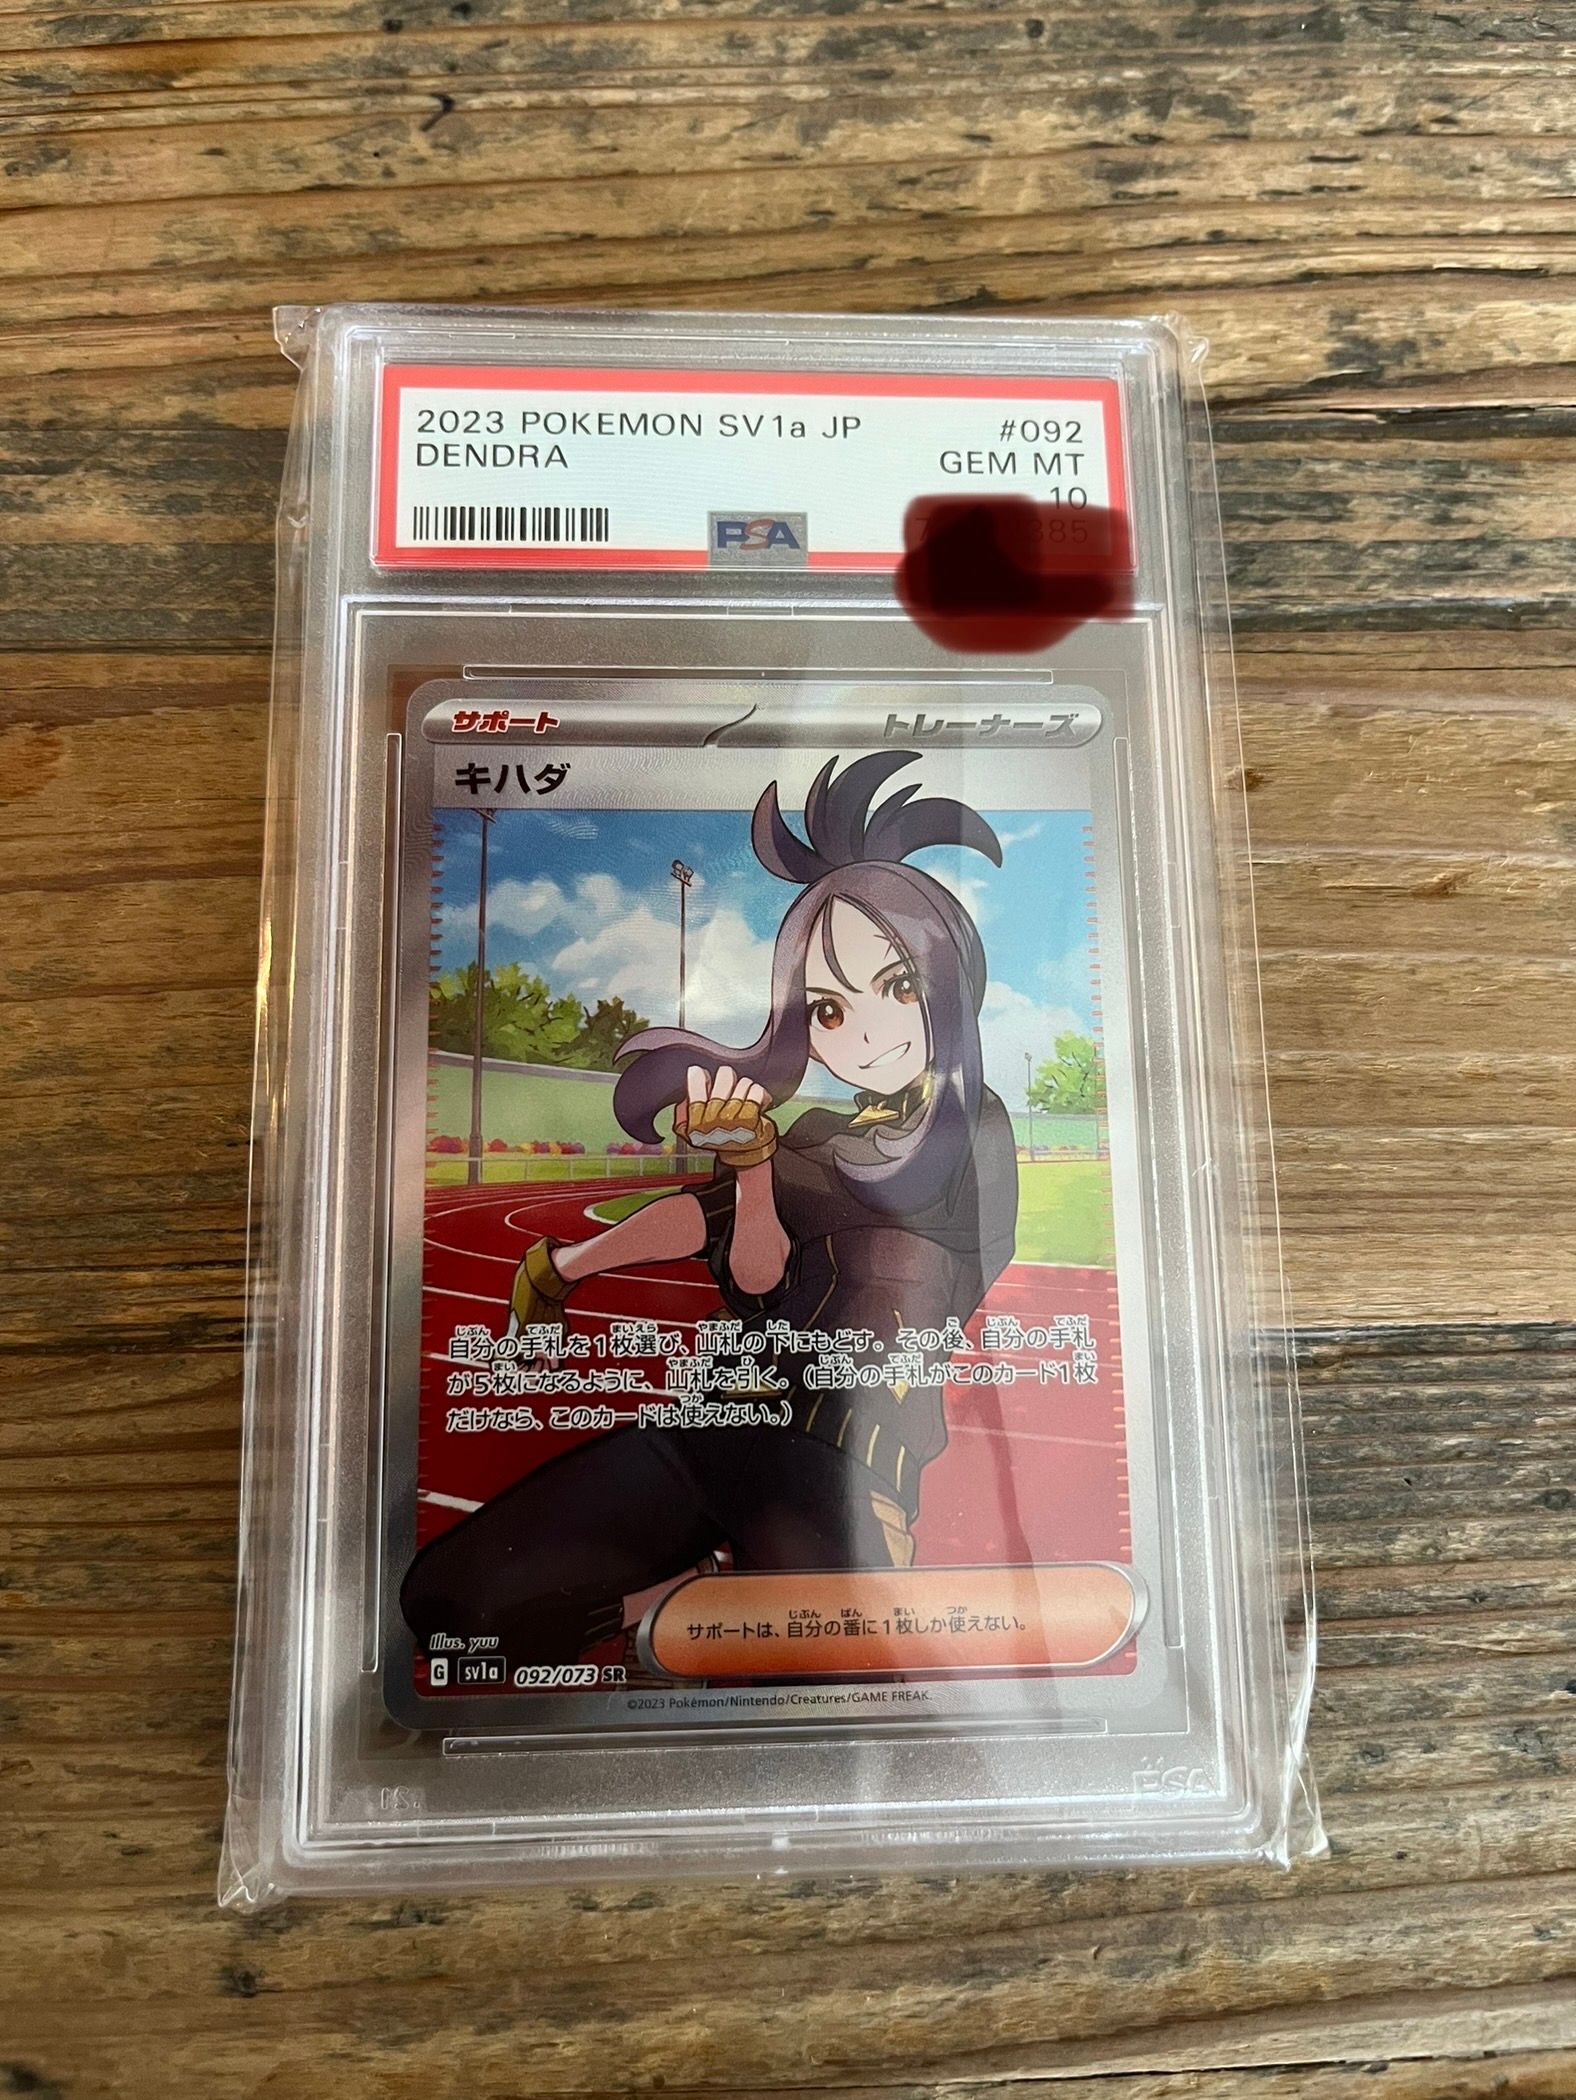 2023 POKEMON SV1a JP #092
DENDRA GEM MT
10
PSA
サポート トレーナーズ
キハダ
自分の手札を1枚選び、山札の下にもどす。その後、自分の手札
が5枚になるように、山札を引く。（自分の手札がこのカード1枚
だけなら、このカードは使えない。）
サポートは、自分の番に1枚しか使えない。
Illus. yuu
G sv1a 092/073 SR
©2023 Pokémon/Nintendo/Creatures/GAME FREAK.
PSA